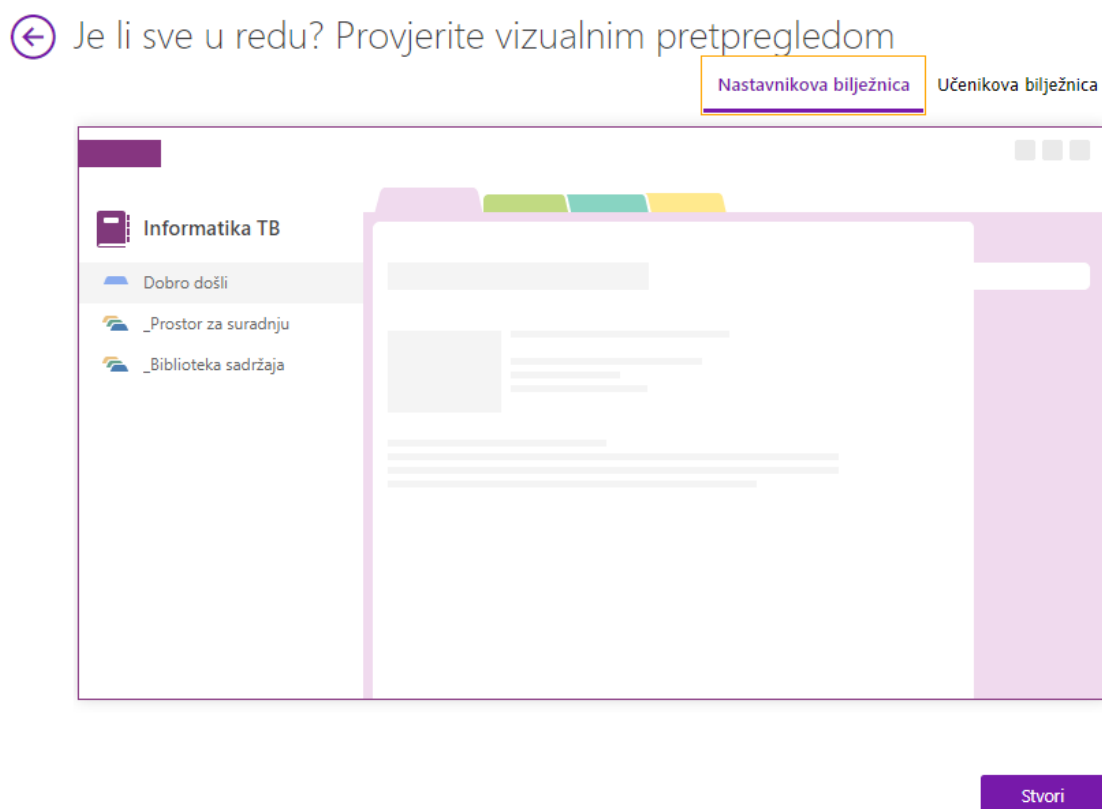 Je li sve u redu? Provjerite vizualnim pretpregledom
Nastavnikova bilježnica
Učenikova bilježnica
Informatika TB
Dobro došli
_Prostor za suradnju
_Biblioteka sadržaja
Stvori